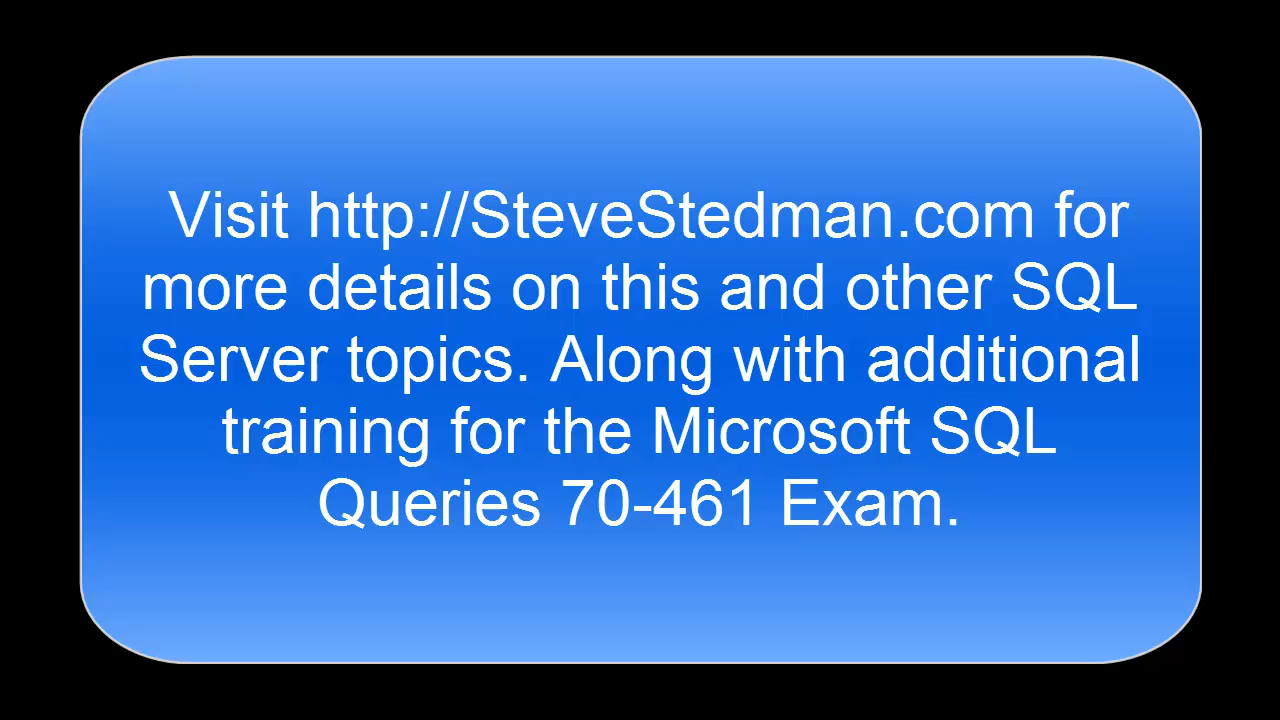 Visit http://SteveStedman.com for
more details on this and other SQL
Server topics. Along with additional
training for the Microsoft SQL
Queries 70-461 Exam.